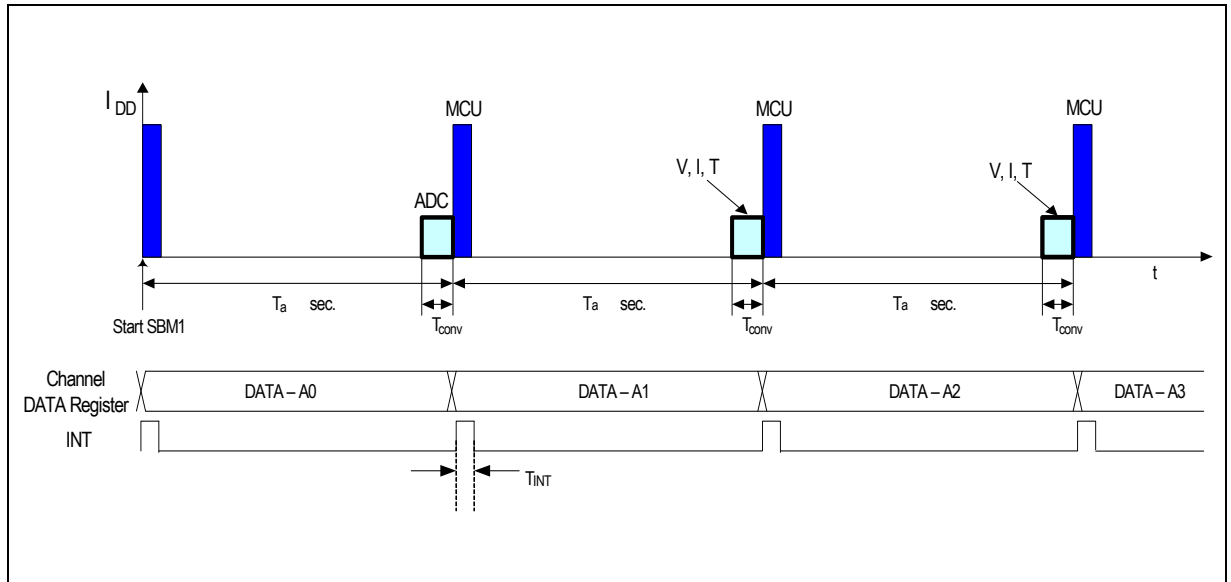 I DD
MCU
MCU
MCU
V, I, T
V, I, T
ADC
t
Ta sec.
Ta sec.
Ta sec.
Start SBM1
Tconv
Tconv
Tconv
Channel
DATA Register
DATA – A0
DATA – A1
DATA – A2
DATA – A3
INT
TINT